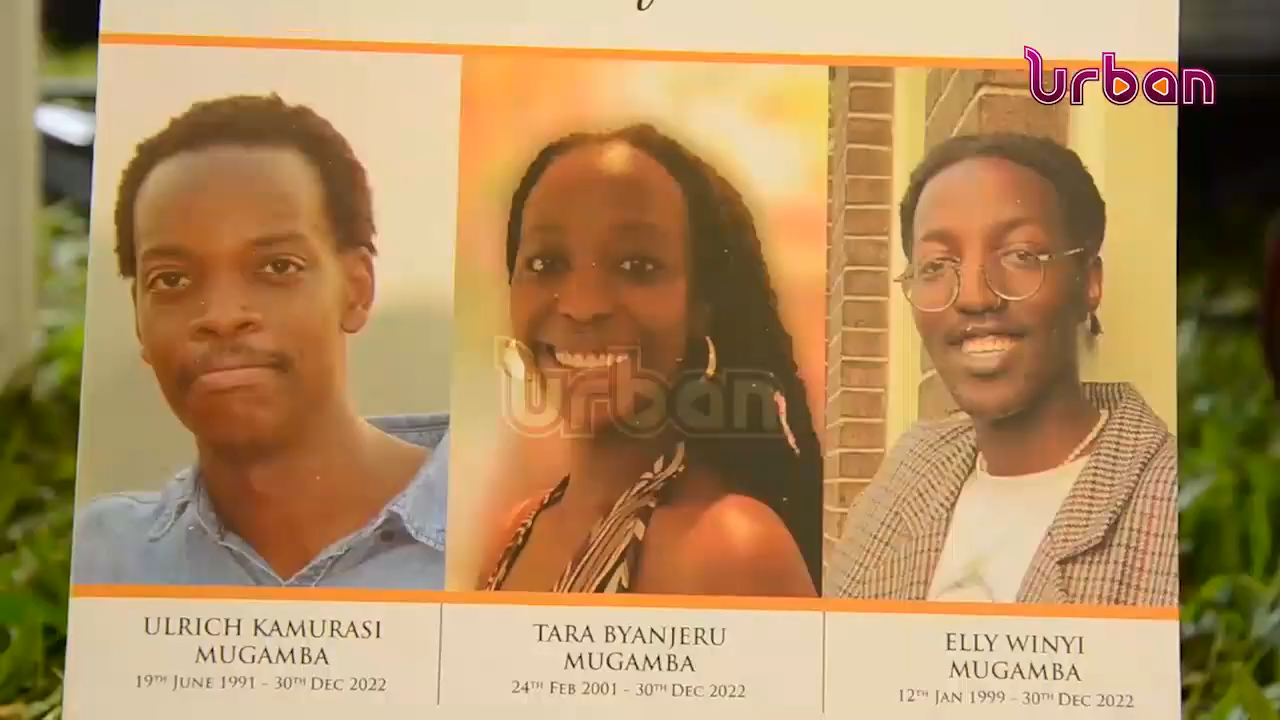 Urban
Urban
ULRICH KAMURASI
MUGAMBA
19TH JUNE 1991 - 30TH DEC 2022
TARA BYANJERU
MUGAMBA
24TH FEB 2001 - 30TH DEC 2022
ELLY WINYI
MUGAMBA
12TH JAN 1999 - 30TH DEC 2022